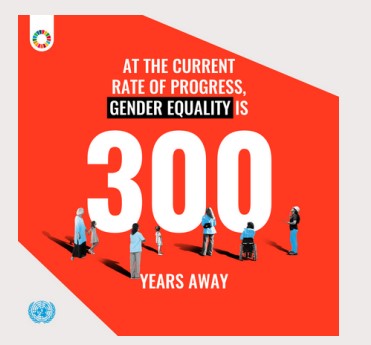 AT THE CURRENT
RATE OF PROGRESS,
GENDER EQUALITY IS
300
YEARS AWAY